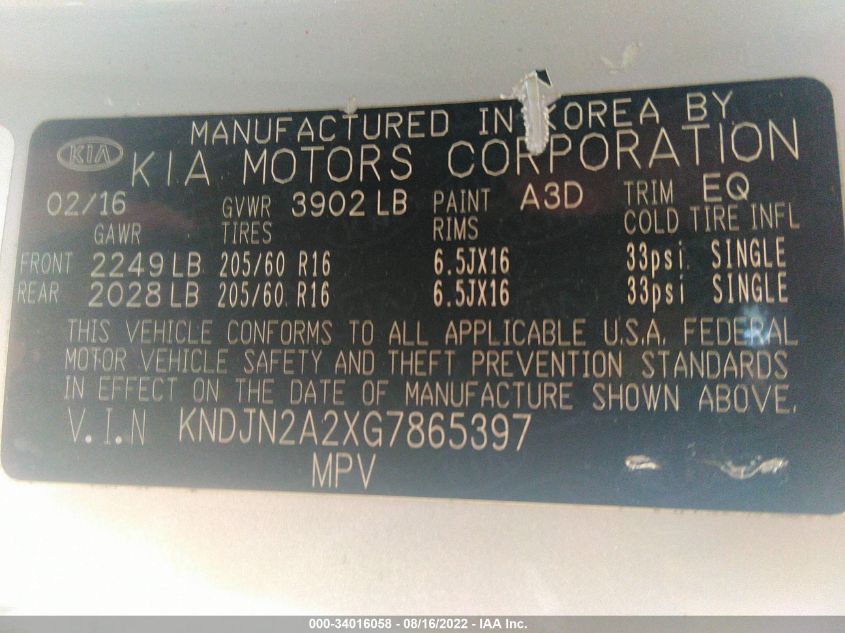 MANUFACTURED IN KOREA BY
KIA KIA MOTORS CORPORATION
02/16 GVWR 3902 LB PAINT A3D TRIM EQ
GAWR TIRES RIMS COLD TIRE INFL
FRONT 2249 LB 205/60 R16 6.5JX16 33psi SINGLE
REAR 2028 LB 205/60 R16 6.5JX16 33psi SINGLE
THIS VEHICLE CONFORMS TO ALL APPLICABLE U.S.A. FEDERAL
MOTOR VEHICLE SAFETY AND THEFT PREVENTION STANDARDS
IN EFFECT ON THE DATE OF MANUFACTURE SHOWN ABOVE.
V.I.N KNDJN2A2XG7865397
MPV
000-34016058 - 08/16/2022 - IAA Inc.